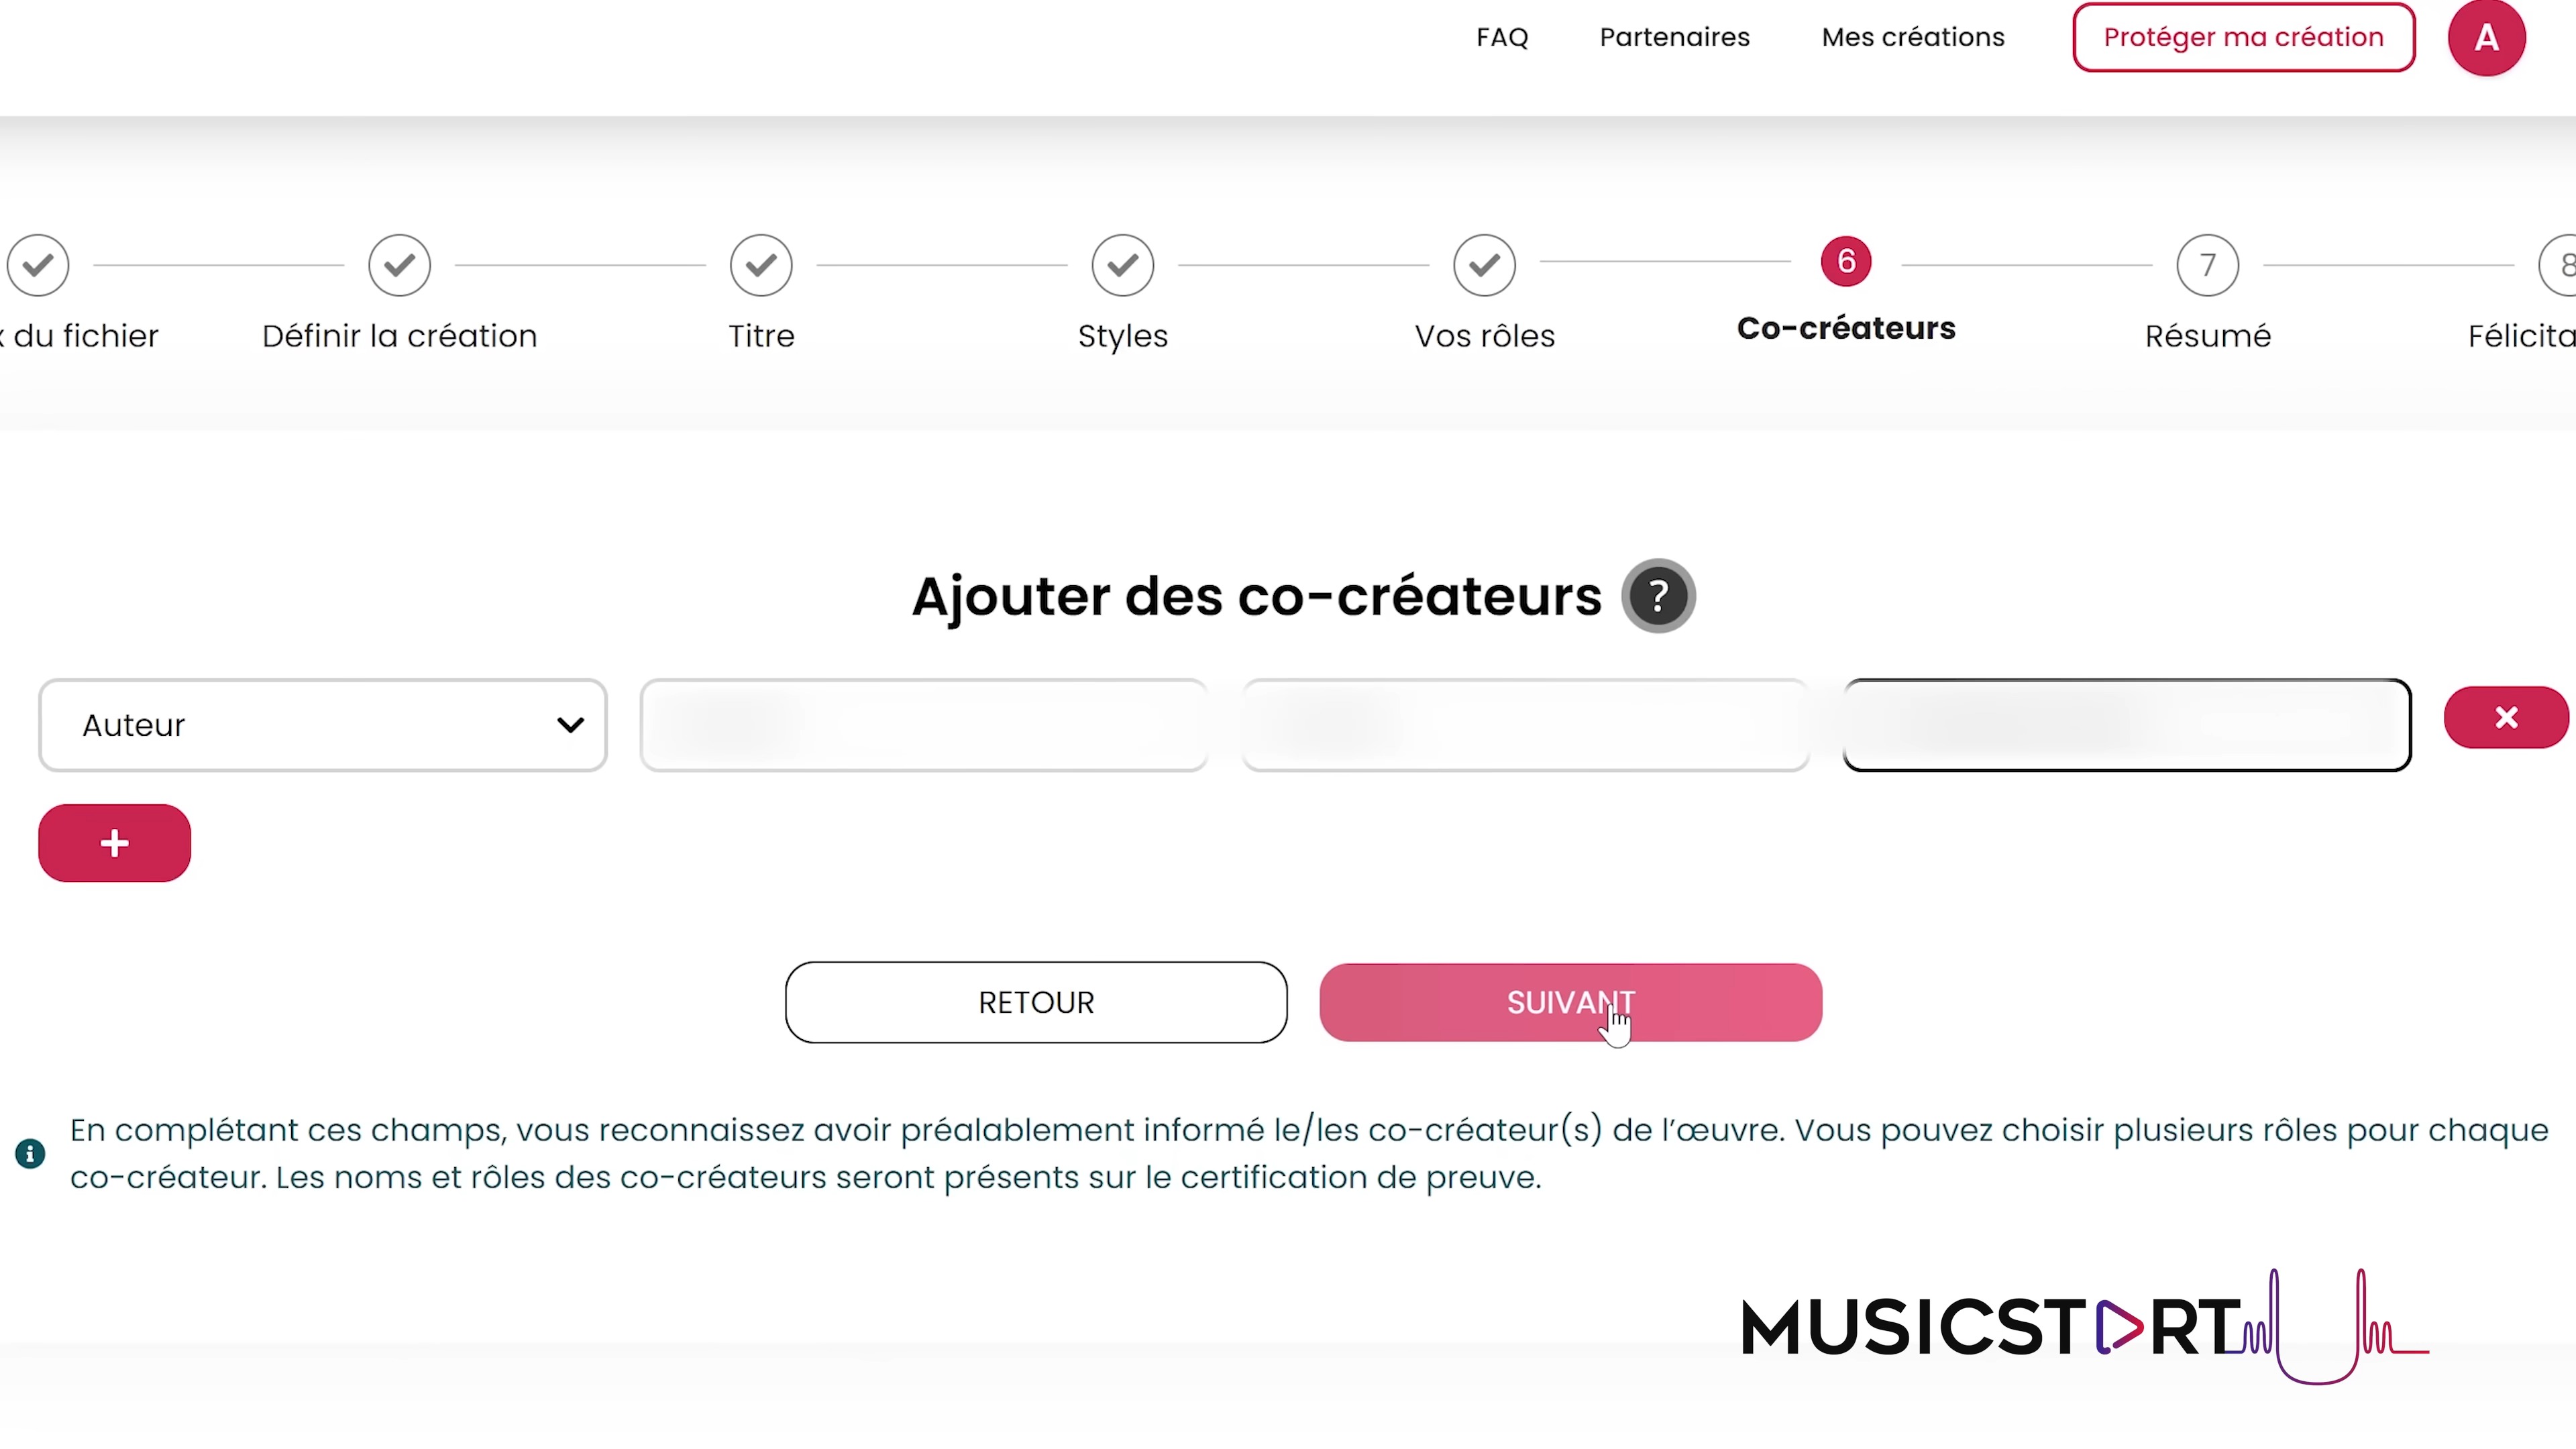 FAQ Partenaires Mes créations Protéger ma création A
6 7 8
du fichier Définir la création Titre Styles Vos rôles Co-créateurs Résumé
Ajouter des co-créateurs ?
Auteur
RETOUR SUIVANT
En complétant ces champs, vous reconnaissez avoir préalablement informé le/les co-créateur(s) de l’œuvre. Vous pouvez choisir plusieurs rôles pour chaque
co-créateur. Les noms et rôles des co-créateurs seront présents sur le certification de preuve.
MUSICSTART